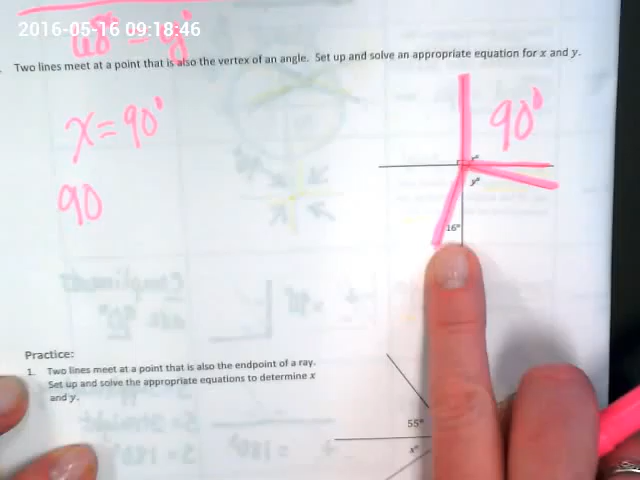 2016-05-16 09:18:46
68° = y°
Two lines meet at a point that is also the vertex of an angle. Set up and solve an appropriate equation for x and y.
x = 90°
90°
90
x°
y°
16°
Practice:
1. Two lines meet at a point that is also the endpoint of a ray.
Set up and solve the appropriate equations to determine x
and y.
55°
x°